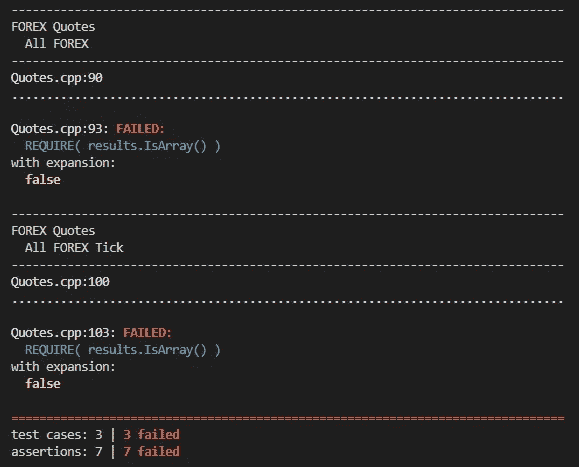 -------------------------------------------------------------------------------
FOREX Quotes
  All FOREX
-------------------------------------------------------------------------------
Quotes.cpp:90
...............................................................................
Quotes.cpp:93: FAILED:
  REQUIRE( results.IsArray() )
with expansion:
  false
-------------------------------------------------------------------------------
FOREX Quotes
  All FOREX Tick
-------------------------------------------------------------------------------
Quotes.cpp:100
...............................................................................
Quotes.cpp:103: FAILED:
  REQUIRE( results.IsArray() )
with expansion:
  false
===============================================================================
test cases: 3 | 3 failed
assertions: 7 | 7 failed